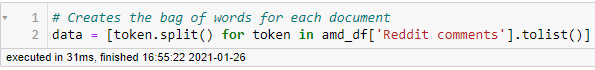 1 # Creates the bag of words for each document
2 data = [token.split() for token in amd_df['Reddit comments'].tolist()]
executed in 31ms, finished 16:55:22 2021-01-26